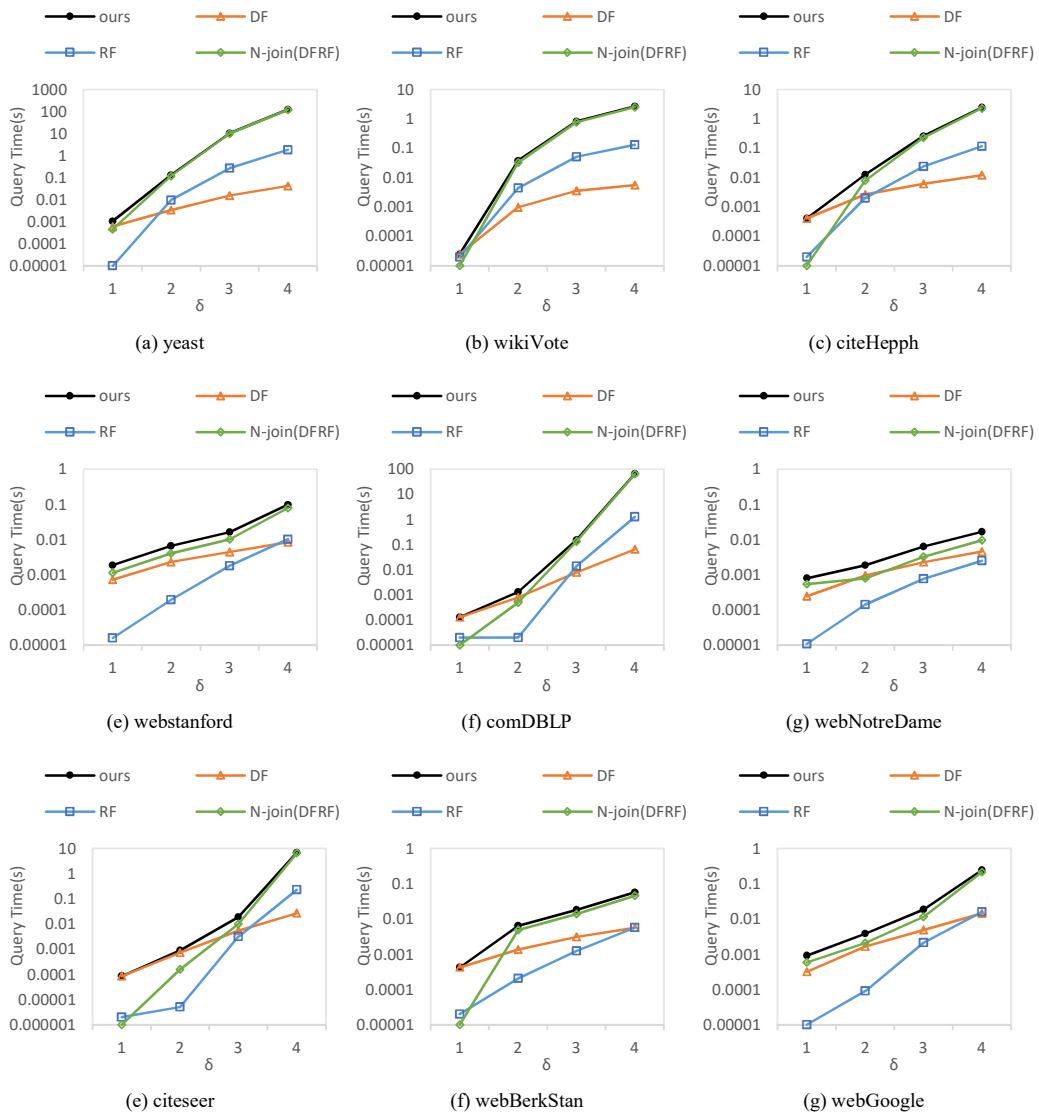 ours DF ours DF ours DF
RF N-join(DFRF) RF N-join(DFRF) RF N-join(DFRF)
Query Time(s)
1000
100
10
1
0.1
0.01
0.001
0.0001
0.00001
1 2 3 4
δ
(a) yeast
Query Time(s)
10
1
0.1
0.01
0.001
0.0001
0.00001
1 2 3 4
δ
(b) wikiVote
Query Time(s)
10
1
0.1
0.01
0.001
0.0001
0.00001
1 2 3 4
δ
(c) citeHepph
ours DF ours DF ours DF
RF N-join(DFRF) RF N-join(DFRF) RF N-join(DFRF)
Query Time(s)
1
0.1
0.01
0.001
0.0001
0.00001
1 2 3 4
δ
(e) webstanford
Query Time(s)
100
10
1
0.1
0.01
0.001
0.0001
0.00001
1 2 3 4
δ
(f) comDBLP
Query Time(s)
1
0.1
0.01
0.001
0.0001
0.00001
1 2 3 4
δ
(g) webNotreDame
ours DF ours DF ours DF
RF N-join(DFRF) RF N-join(DFRF) RF N-join(DFRF)
Query Time(s)
10
1
0.1
0.01
0.001
0.0001
0.00001
0.000001
1 2 3 4
δ
(e) citeseer
Query Time(s)
1
0.1
0.01
0.001
0.0001
0.00001
1 2 3 4
δ
(f) webBerkStan
Query Time(s)
1
0.1
0.01
0.001
0.0001
0.00001
1 2 3 4
δ
(g) webGoogle